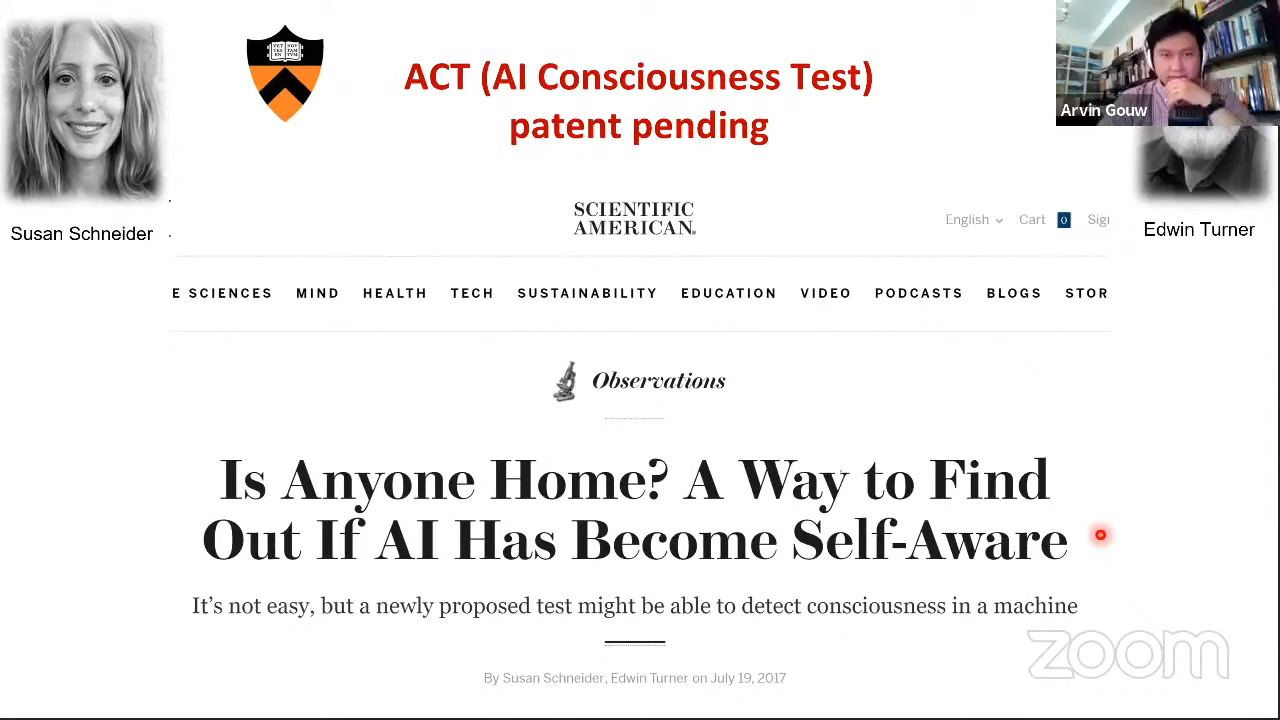 ACT (AI Consciousness Test)
patent pending
Arvin Gouw
Susan Schneider
Edwin Turner
SCIENTIFIC
AMERICAN
English
Cart
0
E SCIENCES
MIND
HEALTH
TECH
SUSTAINABILITY
EDUCATION
VIDEO
PODCASTS
BLOGS
STOR
Observations
Is Anyone Home? A Way to Find
Out If AI Has Become Self-Aware
It's not easy, but a newly proposed test might be able to detect consciousness in a machine
By Susan Schneider, Edwin Turner on July 19, 2017
zoom